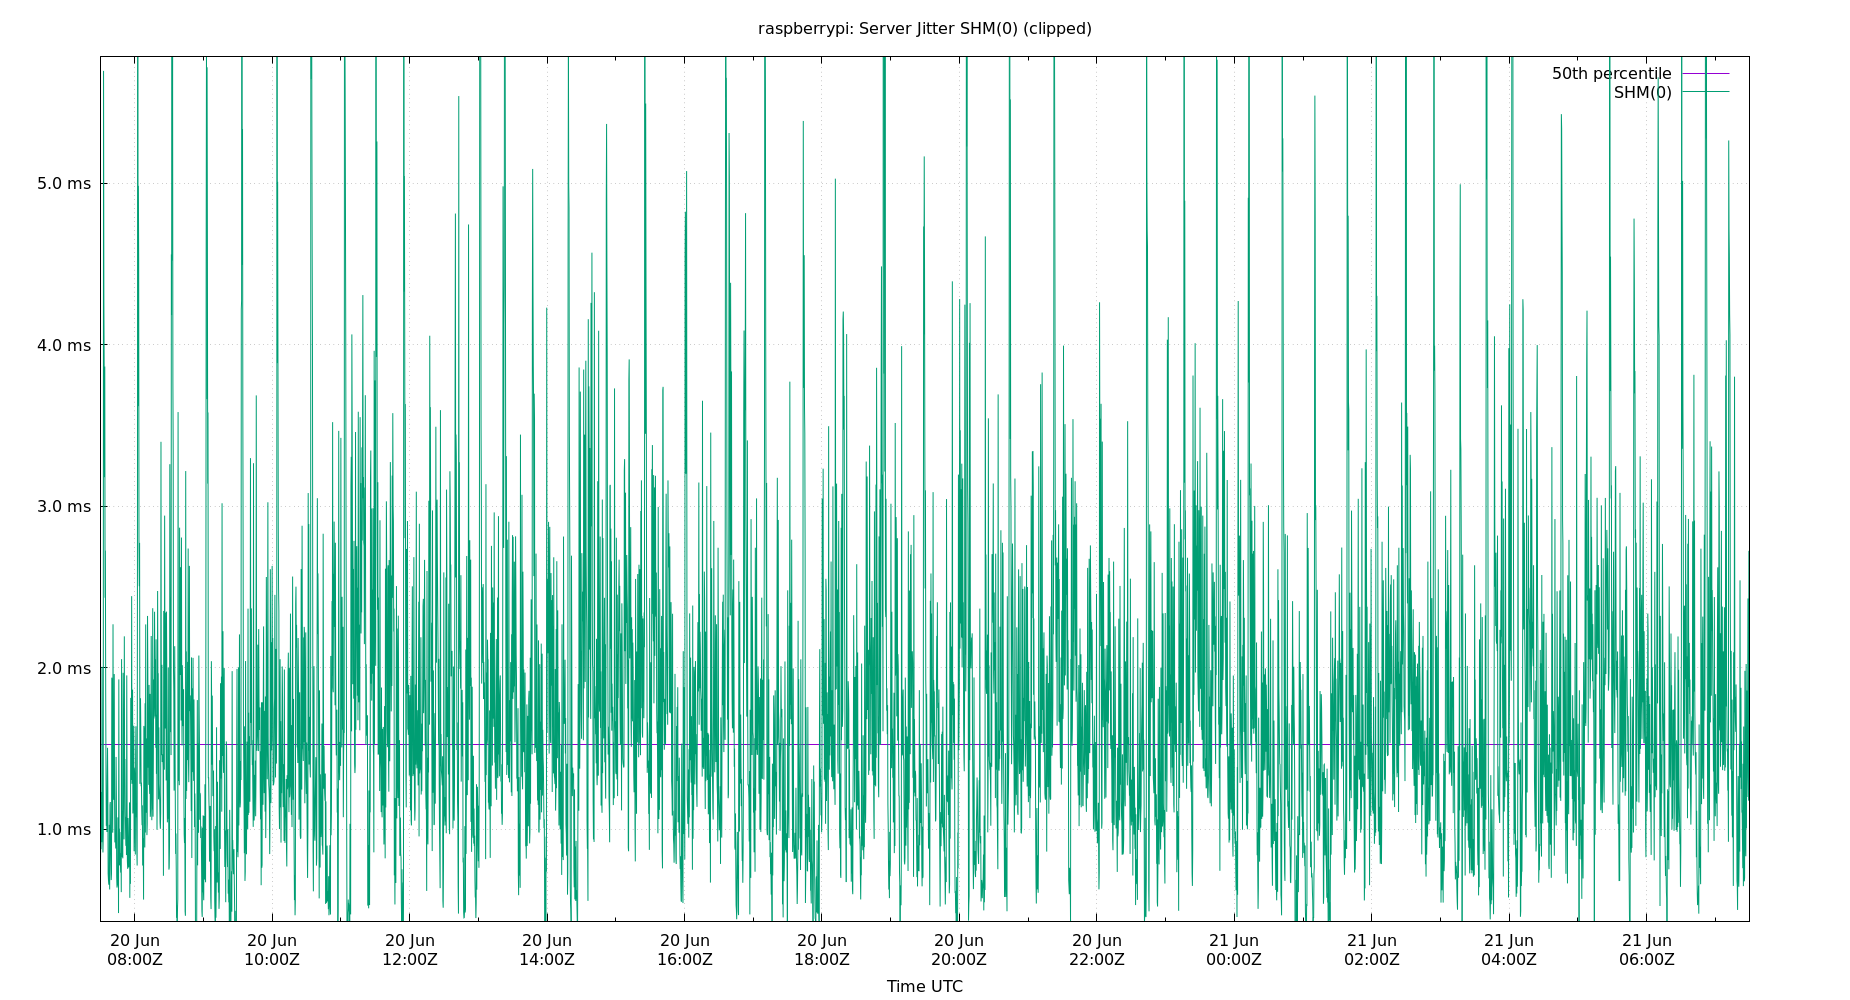 raspberrypi: Server Jitter SHM(0) (clipped)
50th percentile
SHM(0)
5.0 ms
4.0 ms
3.0 ms
2.0 ms
1.0 ms
20 Jun 20 Jun 20 Jun 20 Jun 20 Jun 20 Jun 20 Jun 20 Jun 21 Jun 21 Jun 21 Jun 21 Jun
08:00Z 10:00Z 12:00Z 14:00Z 16:00Z 18:00Z 20:00Z 22:00Z 00:00Z 02:00Z 04:00Z 06:00Z
Time UTC